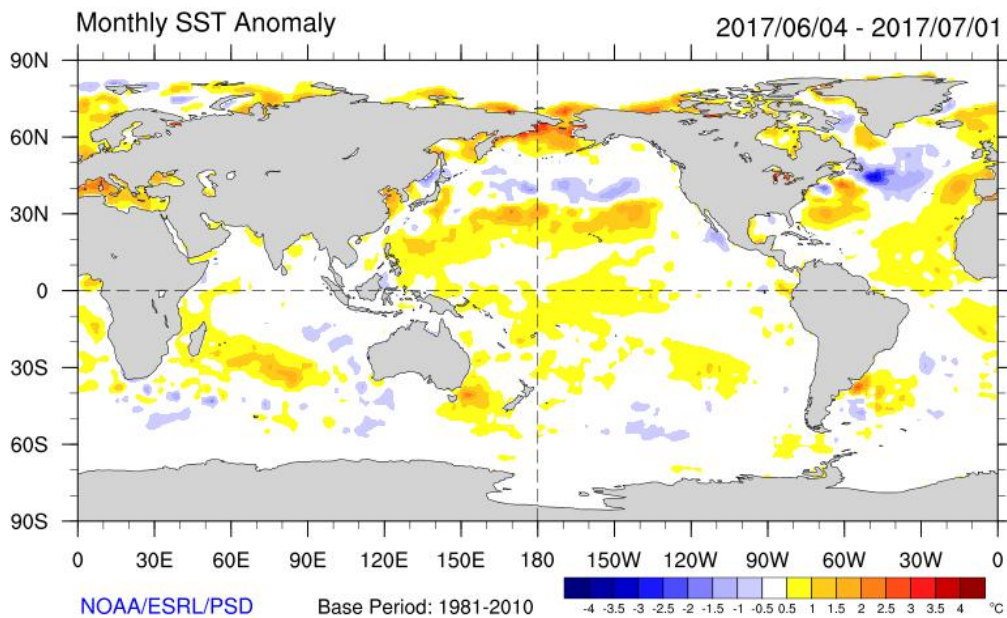 Monthly SST Anomaly 2017/06/04 - 2017/07/01
90N
60N
30N
0
30S
60S
90S
0 30E 60E 90E 120E 150E 180 150W 120W 90W 60W 30W 0
NOAA/ESRL/PSD Base Period: 1981-2010
-4 -3.5 -3 -2.5 -2 -1.5 -1 -0.5 0.5 1 1.5 2 2.5 3 3.5 4 °C